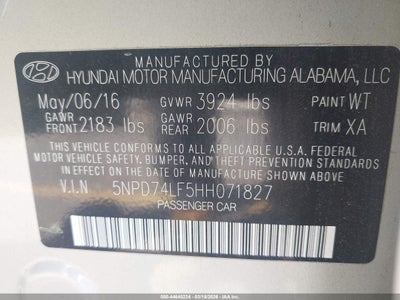 MANUFACTURED BY
HYUNDAI MOTOR MANUFACTURING ALABAMA, LLC
May/06/16 GVWR 3924 lbs PAINT WT
GAWR FRONT 2183 lbs GAWR REAR 2006 lbs TRIM XA
THIS VEHICLE CONFORMS TO ALL APPLICABLE U.S.A. FEDERAL
MOTOR VEHICLE SAFETY, BUMPER, AND THEFT PREVENTION
STANDARDS IN EFFECT ON THE DATE OF MANUFACTURE SHOWN ABOVE.
V.I.N 5NPD74LF5HH071827
PASSENGER CAR